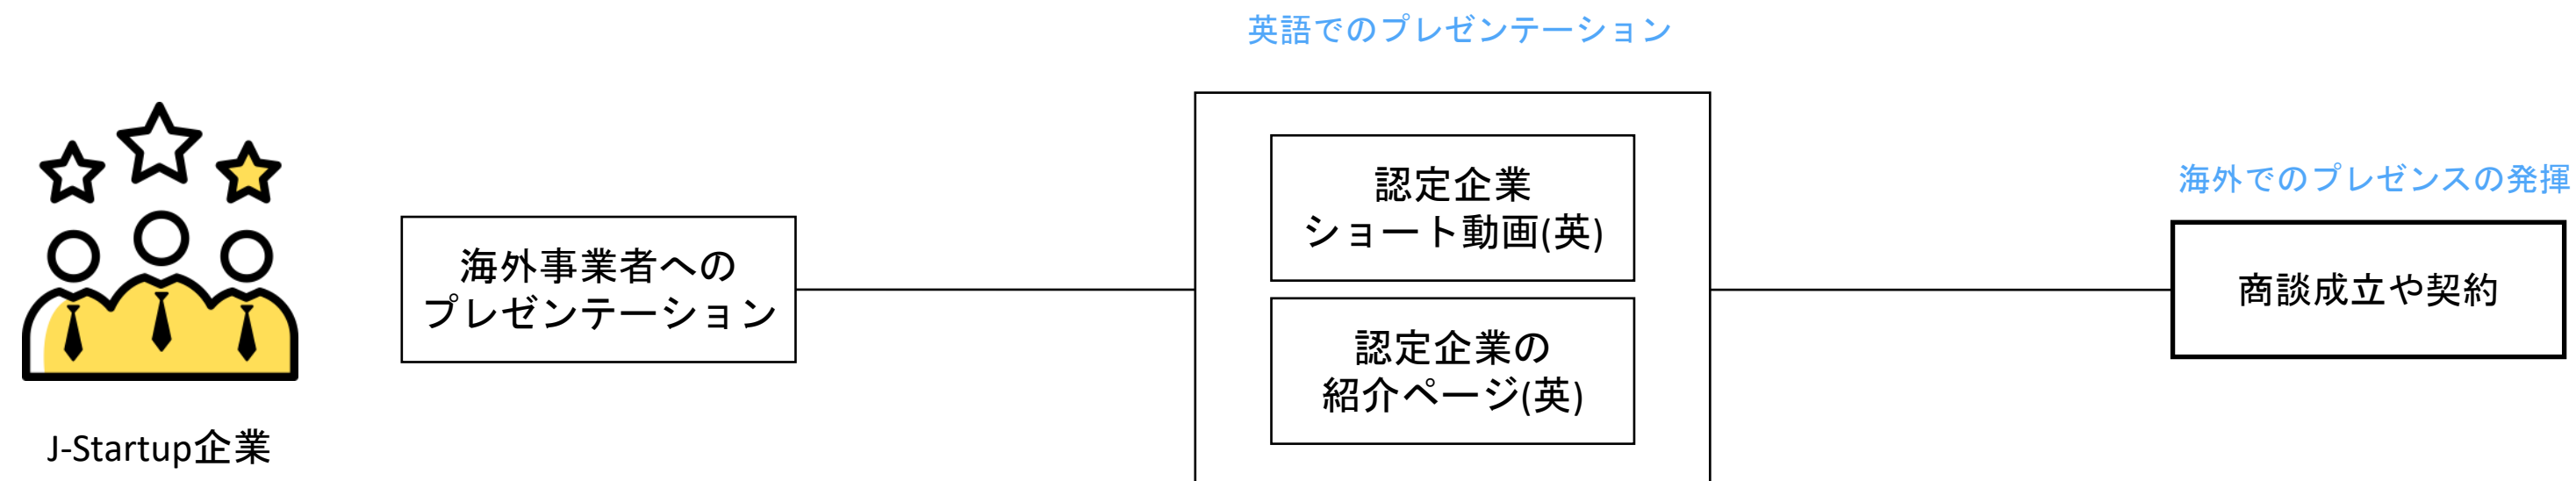 英語でのプレゼンテーション
認定企業
ショート動画(英)
海外でのプレゼンスの発揮
海外事業者への
プレゼンテーション
商談成立や契約
認定企業の
紹介ページ(英)
J-Startup企業